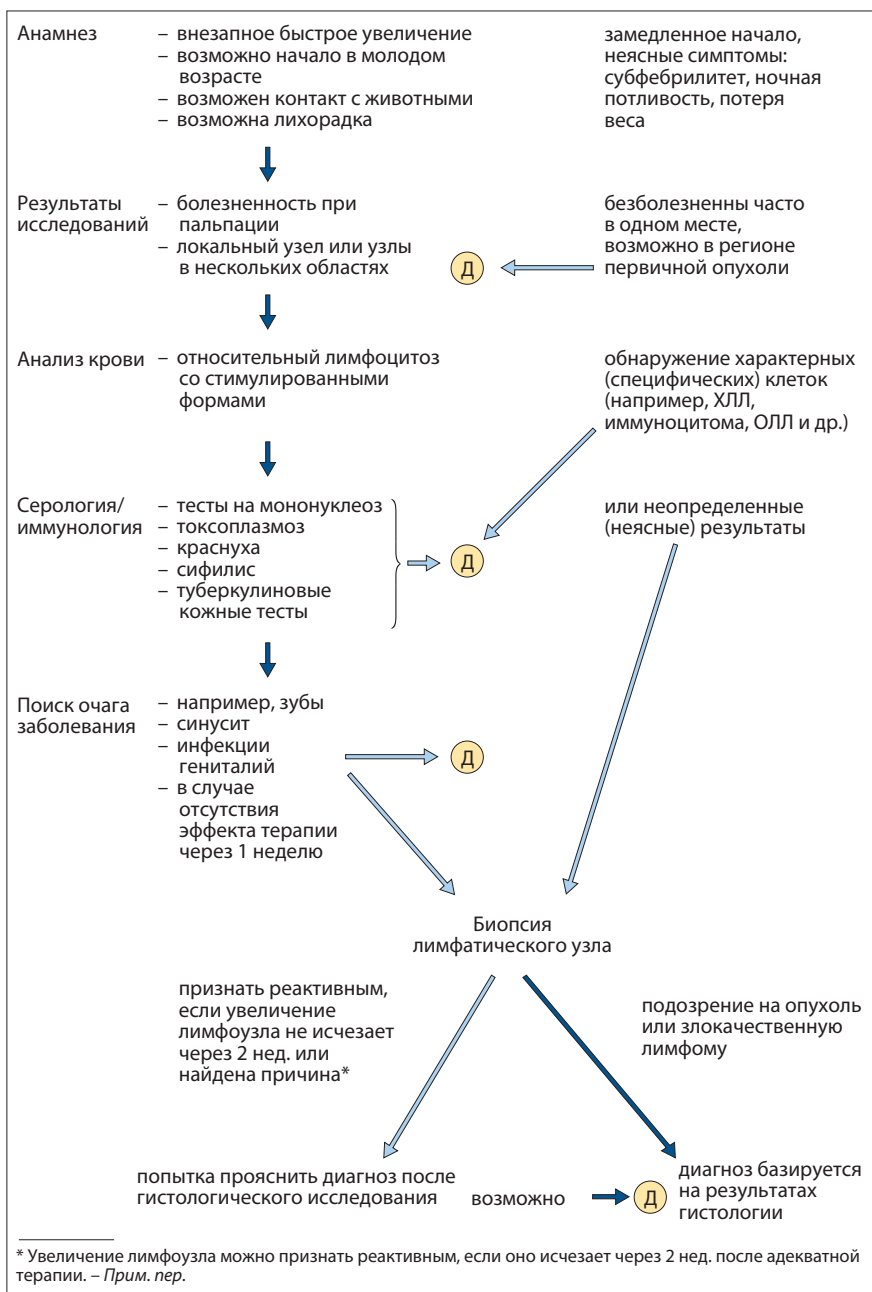 Анамнез
– внезапное быстрое увеличение
– возможно начало в молодом
возрасте
– возможен контакт с животными
– возможна лихорадка
замедленное начало,
неясные симптомы:
субфебрилитет, ночная
потливость, потеря
веса
Результаты
исследований
– болезненность при
пальпации
– локальный узел или узлы
в нескольких областях
Д
безболезненны часто
в одном месте,
возможно в регионе
первичной опухоли
Анализ крови
– относительный лимфоцитоз
со стимулированными
формами
обнаружение характерных
(специфических) клеток
(например, ХЛЛ,
иммуноцитома, ОЛЛ и др.)
Серология/
иммунология
– тесты на мононуклеоз
– токсоплазмоз
– краснуха
– сифилис
– туберкулиновые
кожные тесты
Д
или неопределенные
(неясные) результаты
Поиск очага
заболевания
– например, зубы
– синусит
– инфекции
гениталий
– в случае
отсутствия
эффекта терапии
через 1 неделю
Д
Биопсия
лимфатического узла
признать реактивным,
если увеличение
лимфоузла не исчезает
через 2 нед. или
найдена причина*
подозрение на опухоль
или злокачественную
лимфому
попытка прояснить диагноз после
гистологического исследования
возможно
Д
диагноз базируется
на результатах
гистологии
* Увеличение лимфоузла можно признать реактивным, если оно исчезает через 2 нед. после адекватной
терапии. – Прим. пер.